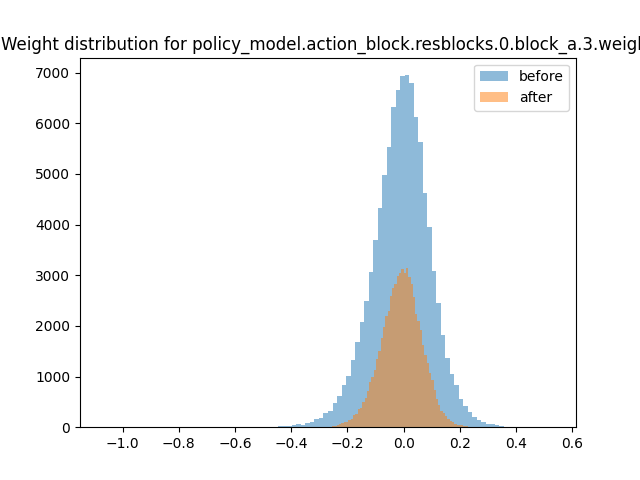 Weight distribution for policy_model.action_block.resblocks.0.block_a.3.weigh
7000
6000
5000
4000
3000
2000
1000
0
before
after
−1.0 −0.8 −0.6 −0.4 −0.2 0.0 0.2 0.4 0.6